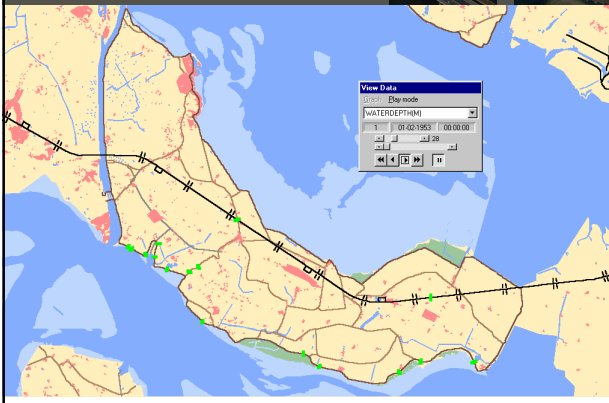 View Data
Graph Play mode
WATERDEPTH(M)
1 01-02-1953 00:00:00
28